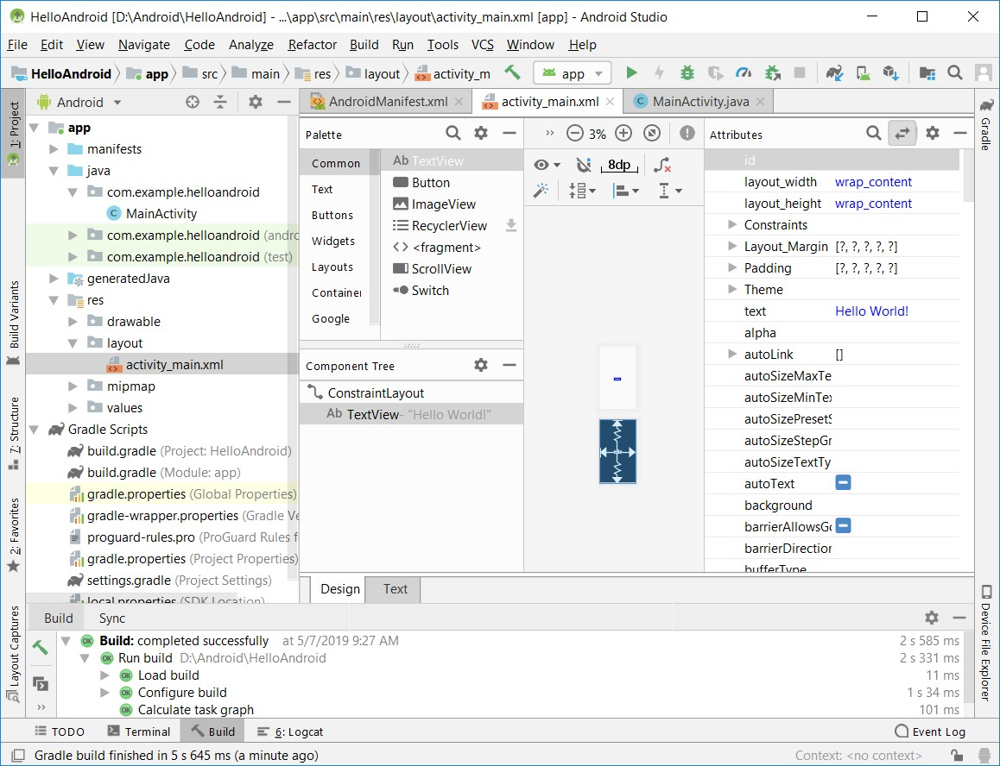 HelloAndroid [D:\Android\HelloAndroid] - ...\app\src\main\res\layout\activity_main.xml [app] - Android Studio
File Edit View Navigate Code Analyze Refactor Build Run Tools VCS Window Help
HelloAndroid app src main res layout activity_m app
1: Project
Build Variants
7: Structure
2: Favorites
Layout Captures
Android
app
manifests
java
com.example.helloandroid
C MainActivity
com.example.helloandroid (andro
com.example.helloandroid (test)
generatedJava
res
drawable
layout
activity_main.xml
mipmap
values
Gradle Scripts
build.gradle (Project: HelloAndroid)
build.gradle (Module: app)
gradle.properties (Global Properties)
gradle-wrapper.properties (Gradle Ve
proguard-rules.pro (ProGuard Rules f
gradle.properties (Project Properties)
settings.gradle (Project Settings)
local.properties (SDK Location)
AndroidManifest.xml activity_main.xml C MainActivity.java
Palette
Common
Text
Buttons
Widgets
Layouts
Container
Google
Ab TextView
Button
ImageView
RecyclerView
<fragment>
ScrollView
Switch
Component Tree
ConstraintLayout
Ab TextView- "Hello World!"
3%
8dp
Attributes
id
layout_width wrap_content
layout_height wrap_content
Constraints
Layout_Margin [?, ?, ?, ?, ?]
Padding [?, ?, ?, ?, ?]
Theme
text Hello World!
alpha
autoLink []
autoSizeMaxTe
autoSizeMinTex
autoSizePresetS
autoSizeStepGr
autoSizeTextTy
autoText
background
barrierAllowsGo
barrierDirection
bufferType
Design Text
Gradle
Device File Explorer
Build Sync
OK Build: completed successfully at 5/7/2019 9:27 AM 2 s 585 ms
OK Run build D:\Android\HelloAndroid 2 s 331 ms
OK Load build 11 ms
OK Configure build 1 s 34 ms
OK Calculate task graph 101 ms
TODO Terminal Build 6: Logcat Event Log
Gradle build finished in 5 s 645 ms (a minute ago) Context: <no context>